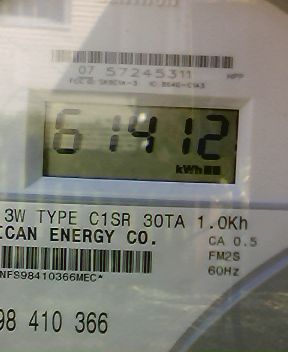 07 57245311
61412
kWh
3W TYPE C1SR 30TA 1.0Kh
ICAN ENERGY CO.
CA 0.5
FM2S
60Hz
NFS98410366MEC*
98 410 366